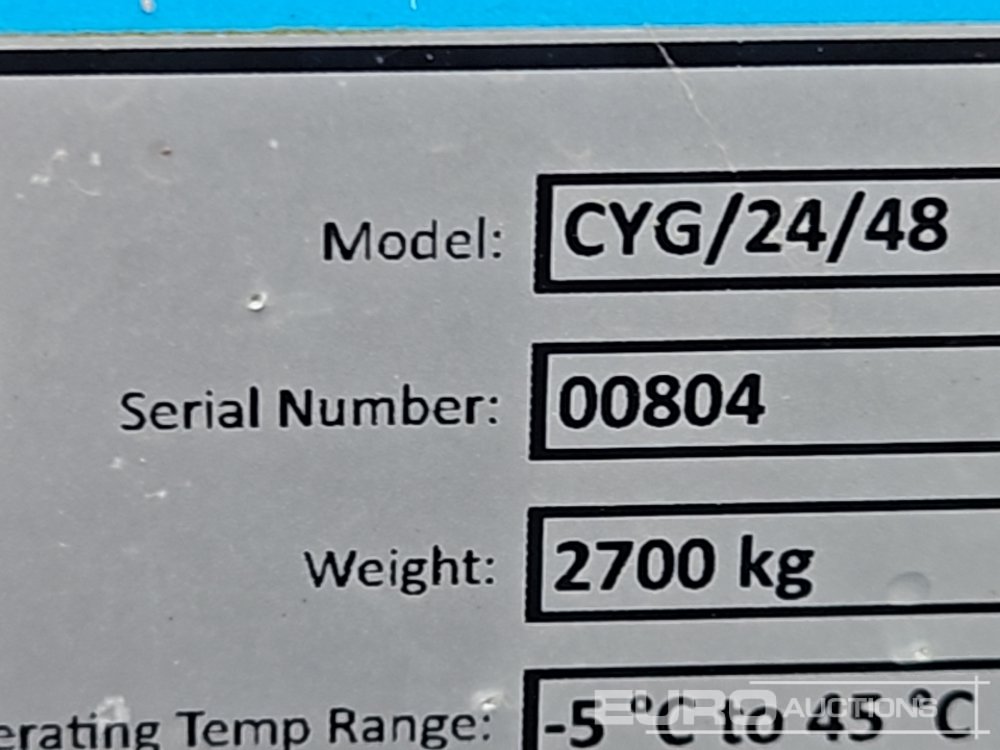 Model: CYG/24/48
Serial Number: 00804
Weight: 2700 kg
erating Temp Range: -5 °C to 45 °C
EURO AUCTIONS